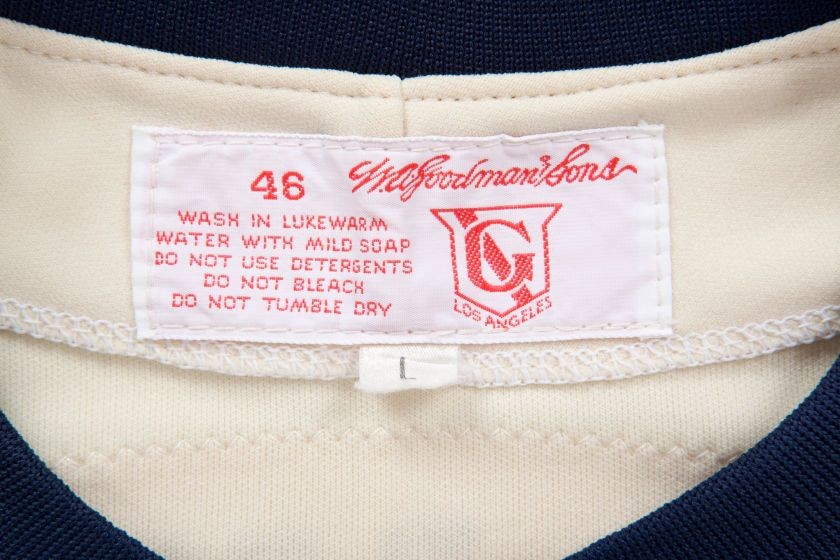 46
W.A. Goodman & Sons
WASH IN LUKEWARM
WATER WITH MILD SOAP
DO NOT USE DETERGENTS
DO NOT BLEACH
DO NOT TUMBLE DRY
G
LOS ANGELES
L